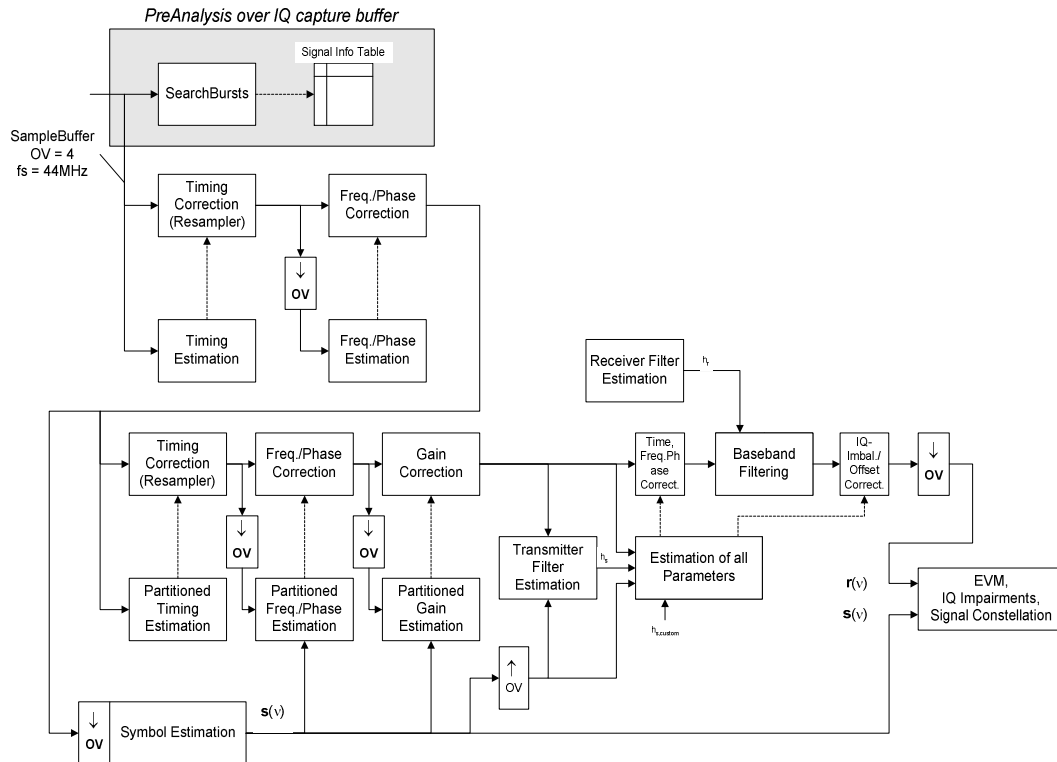 PreAnalysis over IQ capture buffer
Signal Info Table
SearchBursts
SampleBuffer
OV = 4
fs = 44MHz
Timing
Correction
(Resampler)
Freq./Phase
Correction
↓
OV
Timing
Estimation
Freq./Phase
Estimation
Receiver Filter
Estimation
hr
Timing
Correction
(Resampler)
Freq./Phase
Correction
Gain
Correction
Time,
Freq.Ph
ase
Correct.
Baseband
Filtering
IQ-
Imbal./
Offset
Correct.
↓
OV
↓
OV
↓
OV
Transmitter
Filter
Estimation
hs
Estimation of all
Parameters
Partitioned
Timing
Estimation
Partitioned
Freq./Phase
Estimation
Partitioned
Gain
Estimation
hs,custom
r(ν)
s(ν)
EVM,
IQ Impairments,
Signal Constellation
↑
OV
↓
OV
Symbol Estimation
s(ν)